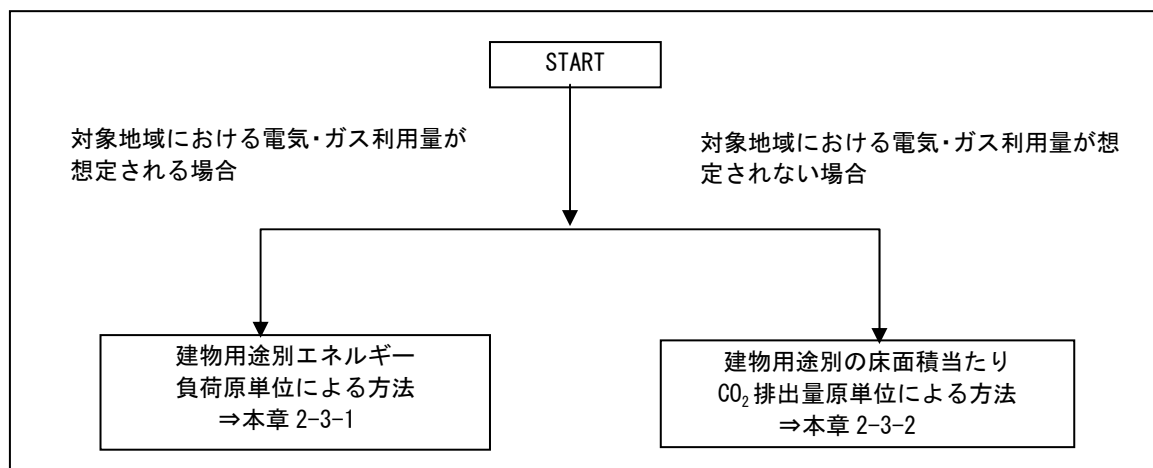 START
対象地域における電気・ガス利用量が
想定される場合
対象地域における電気・ガス利用量が想
定されない場合
建物用途別エネルギー
負荷原単位による方法
⇒本章 2-3-1
建物用途別の床面積当たり
CO₂排出量原単位による方法
⇒本章 2-3-2